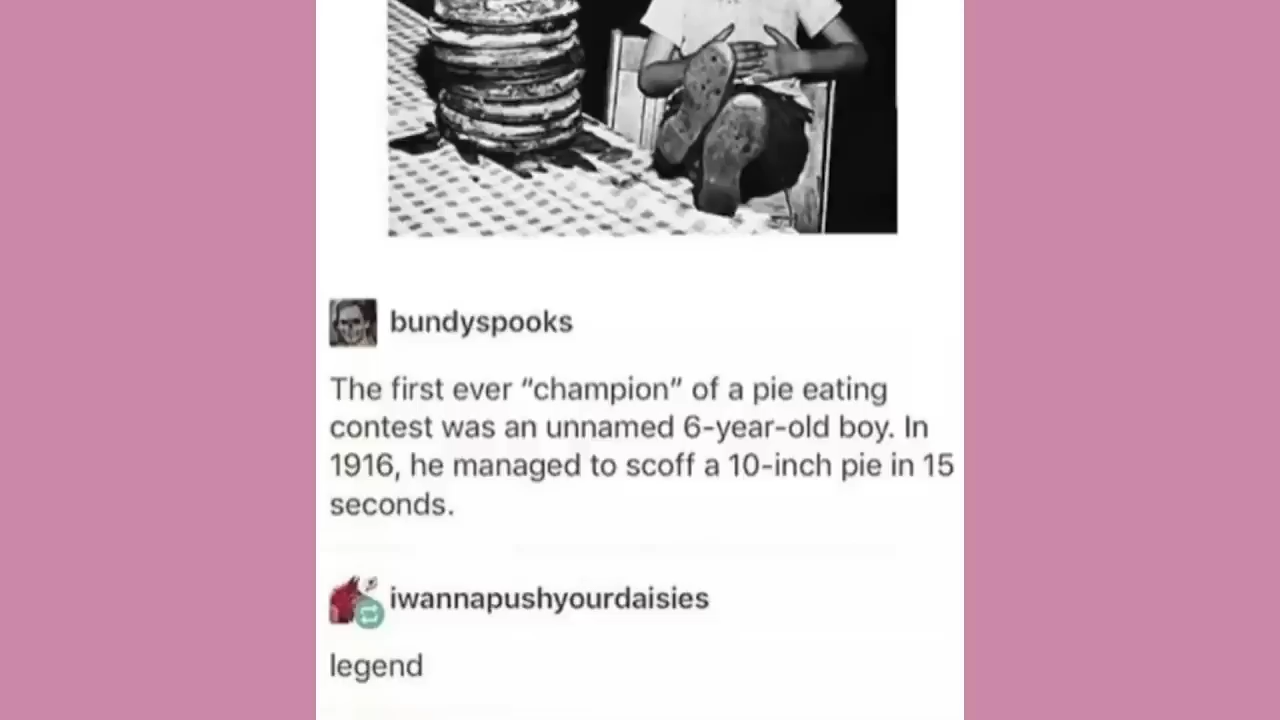 bundyspooks
The first ever “champion” of a pie eating
contest was an unnamed 6-year-old boy. In
1916, he managed to scoff a 10-inch pie in 15
seconds.
iwannapushyourdaisies
legend